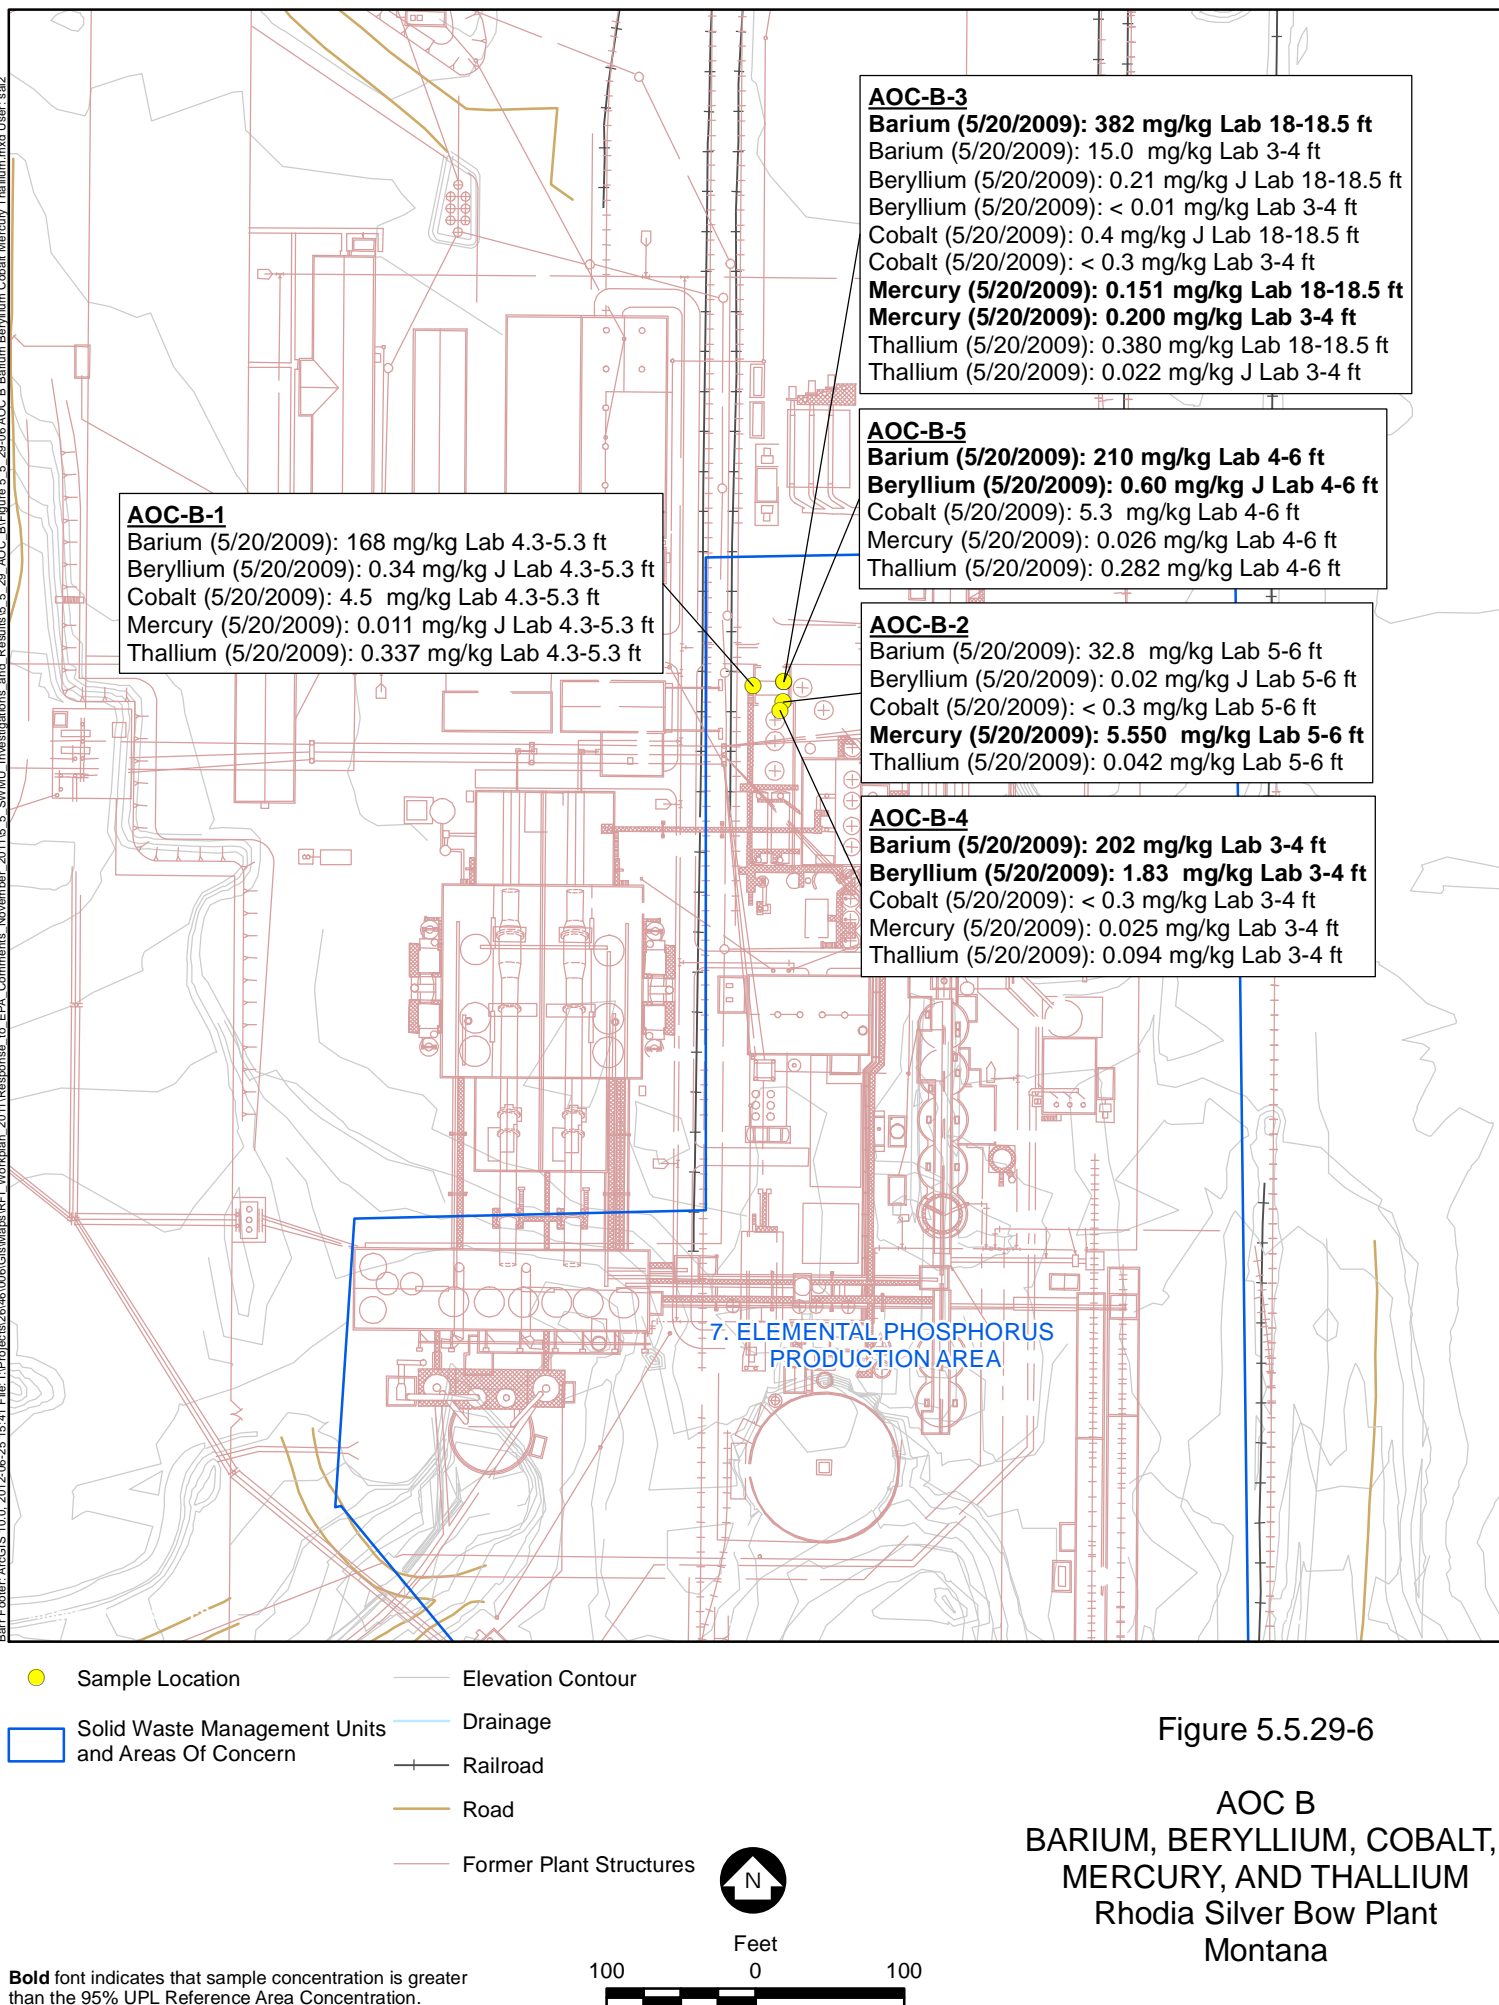 AOC-B-3
Barium (5/20/2009): 382 mg/kg Lab 18-18.5 ft
Barium (5/20/2009): 15.0 mg/kg Lab 3-4 ft
Beryllium (5/20/2009): 0.21 mg/kg J Lab 18-18.5 ft
Beryllium (5/20/2009): < 0.01 mg/kg Lab 3-4 ft
Cobalt (5/20/2009): 0.4 mg/kg J Lab 18-18.5 ft
Cobalt (5/20/2009): < 0.3 mg/kg Lab 3-4 ft
Mercury (5/20/2009): 0.151 mg/kg Lab 18-18.5 ft
Mercury (5/20/2009): 0.200 mg/kg Lab 3-4 ft
Thallium (5/20/2009): 0.380 mg/kg Lab 18-18.5 ft
Thallium (5/20/2009): 0.022 mg/kg J Lab 3-4 ft
AOC-B-5
Barium (5/20/2009): 210 mg/kg Lab 4-6 ft
Beryllium (5/20/2009): 0.60 mg/kg J Lab 4-6 ft
Cobalt (5/20/2009): 5.3 mg/kg Lab 4-6 ft
Mercury (5/20/2009): 0.026 mg/kg Lab 4-6 ft
Thallium (5/20/2009): 0.282 mg/kg Lab 4-6 ft
AOC-B-1
Barium (5/20/2009): 168 mg/kg Lab 4.3-5.3 ft
Beryllium (5/20/2009): 0.34 mg/kg J Lab 4.3-5.3 ft
Cobalt (5/20/2009): 4.5 mg/kg Lab 4.3-5.3 ft
Mercury (5/20/2009): 0.011 mg/kg J Lab 4.3-5.3 ft
Thallium (5/20/2009): 0.337 mg/kg Lab 4.3-5.3 ft
AOC-B-2
Barium (5/20/2009): 32.8 mg/kg Lab 5-6 ft
Beryllium (5/20/2009): 0.02 mg/kg J Lab 5-6 ft
Cobalt (5/20/2009): < 0.3 mg/kg Lab 5-6 ft
Mercury (5/20/2009): 5.550 mg/kg Lab 5-6 ft
Thallium (5/20/2009): 0.042 mg/kg Lab 5-6 ft
AOC-B-4
Barium (5/20/2009): 202 mg/kg Lab 3-4 ft
Beryllium (5/20/2009): 1.83 mg/kg Lab 3-4 ft
Cobalt (5/20/2009): < 0.3 mg/kg Lab 3-4 ft
Mercury (5/20/2009): 0.025 mg/kg Lab 3-4 ft
Thallium (5/20/2009): 0.094 mg/kg Lab 3-4 ft
7. ELEMENTAL PHOSPHORUS
PRODUCTION AREA
Sample Location
Solid Waste Management Units
and Areas Of Concern
Elevation Contour
Drainage
Railroad
Road
Former Plant Structures
N
Feet
100 0 100
Bold font indicates that sample concentration is greater
than the 95% UPL Reference Area Concentration.
Figure 5.5.29-6
AOC B
BARIUM, BERYLLIUM, COBALT,
MERCURY, AND THALLIUM
Rhodia Silver Bow Plant
Montana